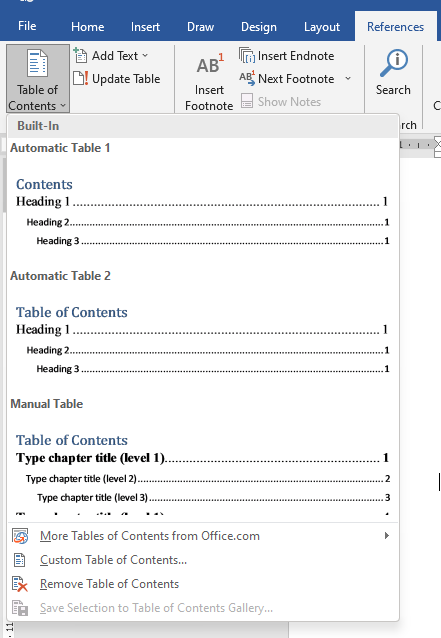 File Home Insert Draw Design Layout References
Add Text Insert Endnote
Update Table AB1 AB1 Next Footnote
Table of Contents Insert Footnote Show Notes Search
rch
Built-In
Automatic Table 1
Contents
Heading 1 ........ 1
Heading 2 ........ 1
Heading 3 ........ 1
Automatic Table 2
Table of Contents
Heading 1 ........ 1
Heading 2 ........ 1
Heading 3 ........ 1
Manual Table
Table of Contents
Type chapter title (level 1) ........ 1
Type chapter title (level 2) ........ 2
Type chapter title (level 3) ........ 3
More Tables of Contents from Office.com
Custom Table of Contents...
Remove Table of Contents
Save Selection to Table of Contents Gallery...
11